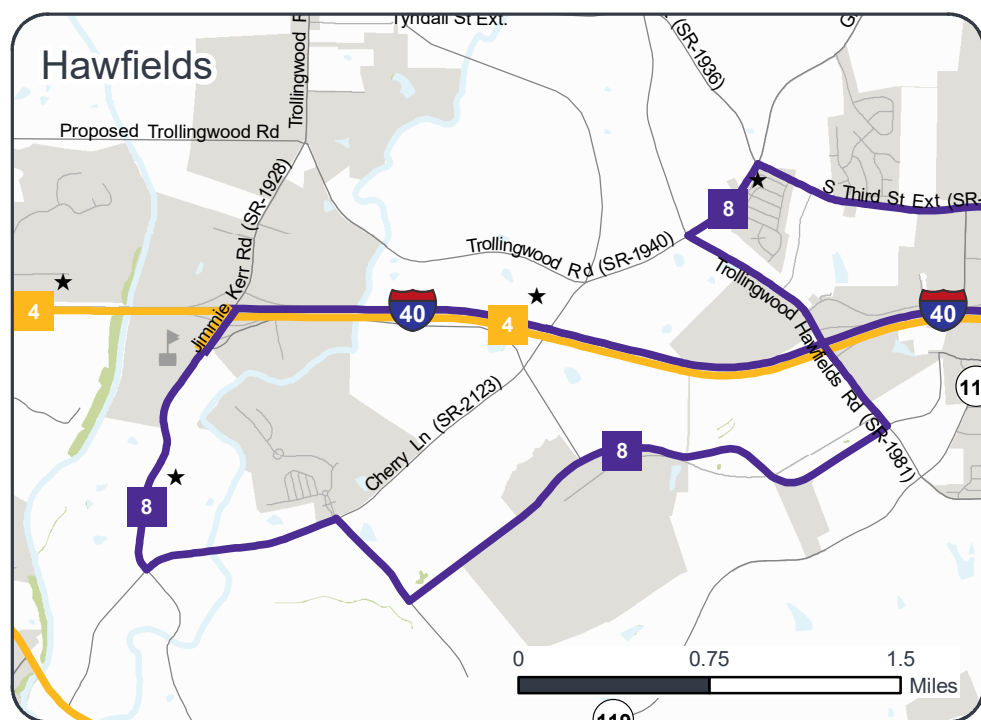 Tyndall St Ext.
Hawfields
(SR-1936)
Proposed Trollingwood Rd
Trollingwood
Jimmie Kerr Rd (SR-1928)
8
S Third St Ext (SR-
Trollingwood Rd (SR-1940)
Trollingwood Hawfields Rd (SR-1981)
4
40
4
40
11
Cherry Ln (SR-2123)
8
8
0 0.75 1.5
Miles
119